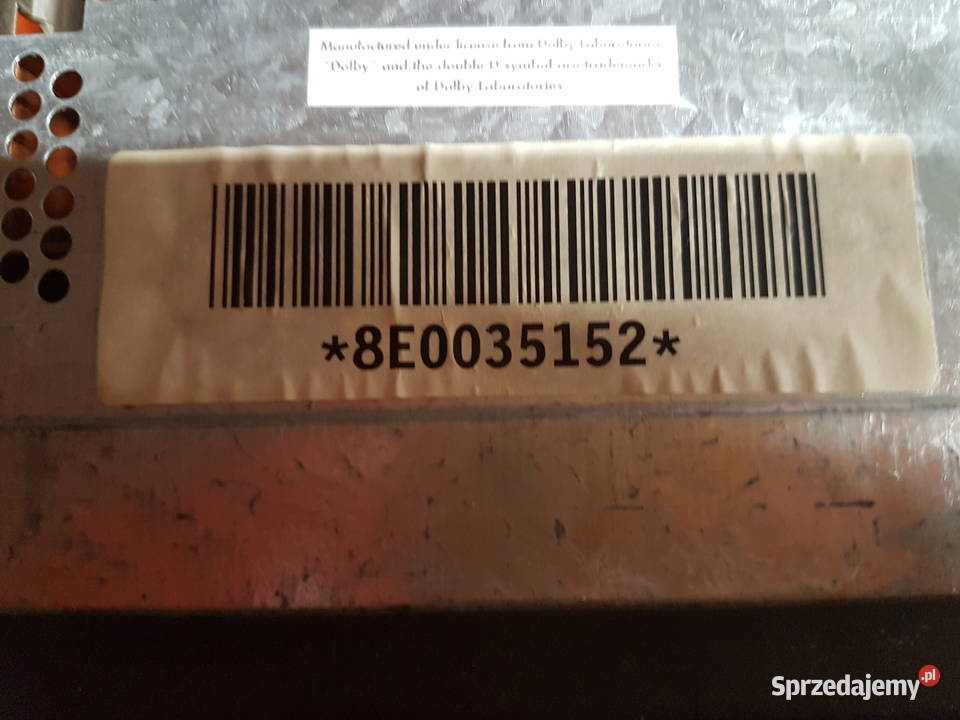 Manufactured under license from Dolby Laboratories.
"Dolby" and the double-D symbol are trademarks
of Dolby Laboratories
*8E0035152*
Sprzedajemy.pl